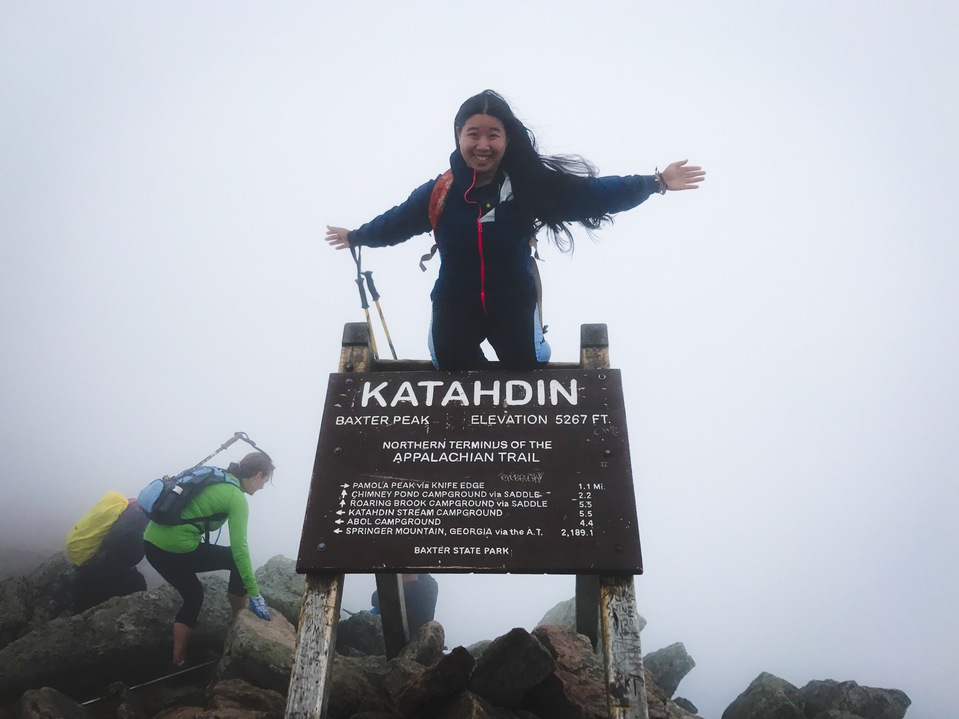 KATAHDIN
BAXTER PEAK ELEVATION 5267 FT.
NORTHERN TERMINUS OF THE
APPALACHIAN TRAIL
→ PAMOLA PEAK via KNIFE EDGE 1.1 Mi.
↑ CHIMNEY POND CAMPGROUND via SADDLE 2.2
↑ ROARING BROOK CAMPGROUND via SADDLE 5.5
← KATAHDIN STREAM CAMPGROUND 5.5
← ABOL CAMPGROUND 4.4
← SPRINGER MOUNTAIN, GEORGIA via the A.T. 2,189.1
BAXTER STATE PARK